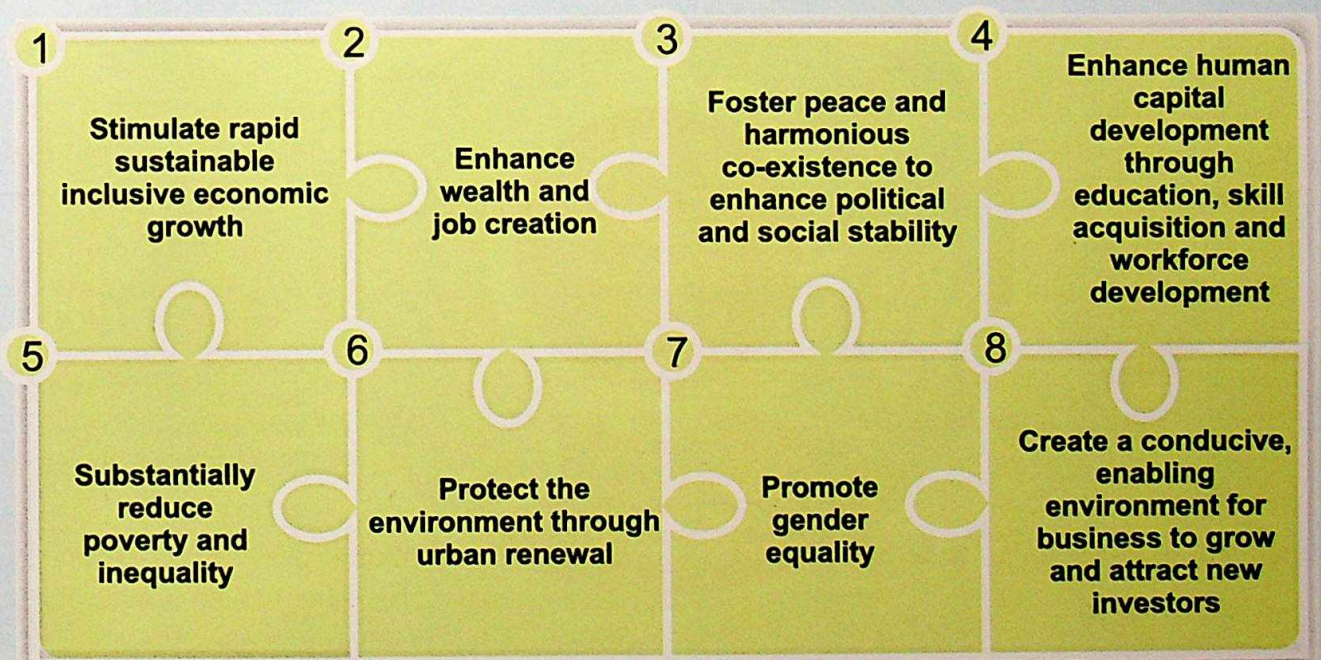 1
Stimulate rapid
sustainable
inclusive economic
growth
2
Enhance
wealth and
job creation
3
Foster peace and
harmonious
co-existence to
enhance political
and social stability
4
Enhance human
capital
development
through
education, skill
acquisition and
workforce
development
5
Substantially
reduce
poverty and
inequality
6
Protect the
environment through
urban renewal
7
Promote
gender
equality
8
Create a conducive,
enabling
environment for
business to grow
and attract new
investors